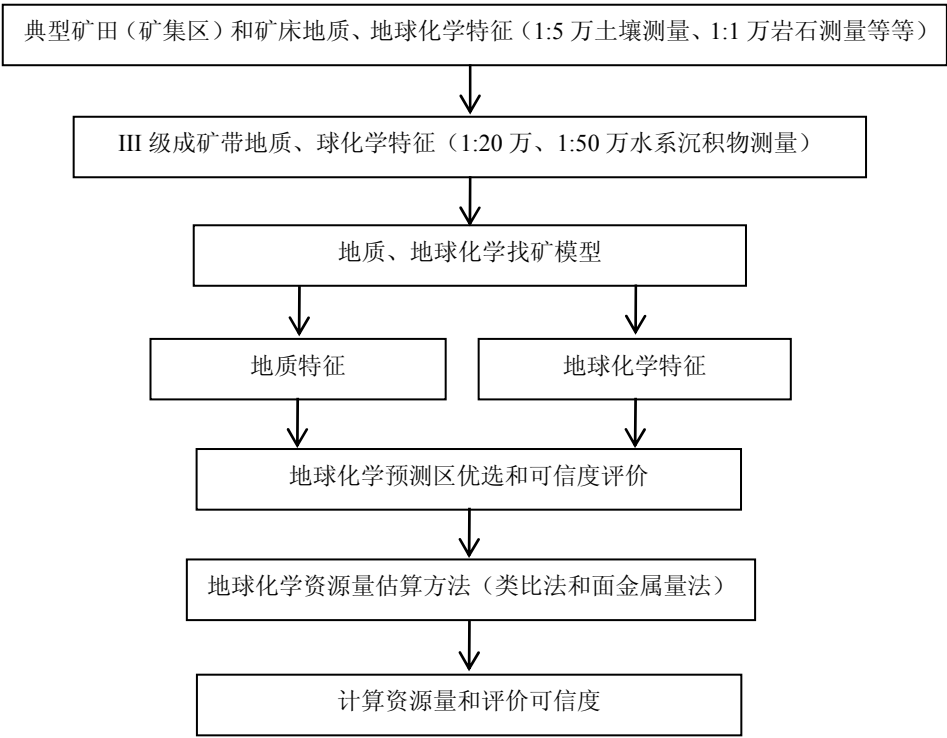 典型矿田（矿集区）和矿床地质、地球化学特征（1:5 万土壤测量、1:1 万岩石测量等等）
III 级成矿带地质、球化学特征（1:20 万、1:50 万水系沉积物测量）
地质、地球化学找矿模型
地质特征
地球化学特征
地球化学预测区优选和可信度评价
地球化学资源量估算方法（类比法和面金属量法）
计算资源量和评价可信度